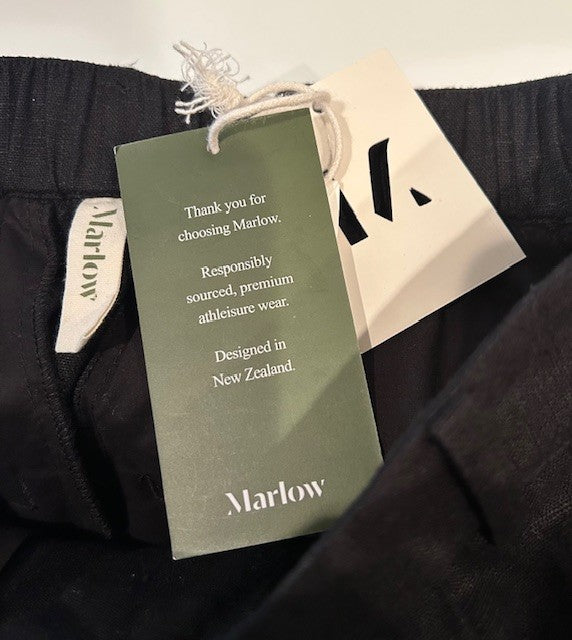 Thank you for
choosing Marlow.
Responsibly
sourced, premium
athleisure wear.
Designed in
New Zealand.
Marlow
Marlow